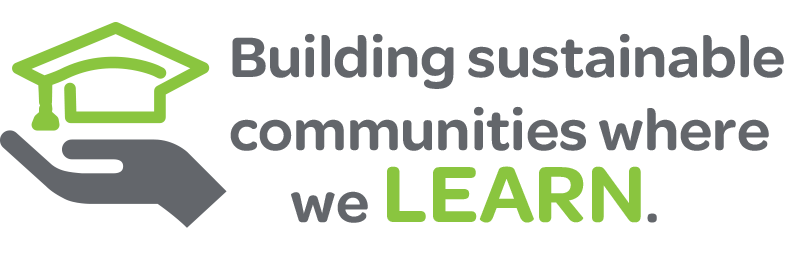 Building sustainable
communities where
we LEARN.